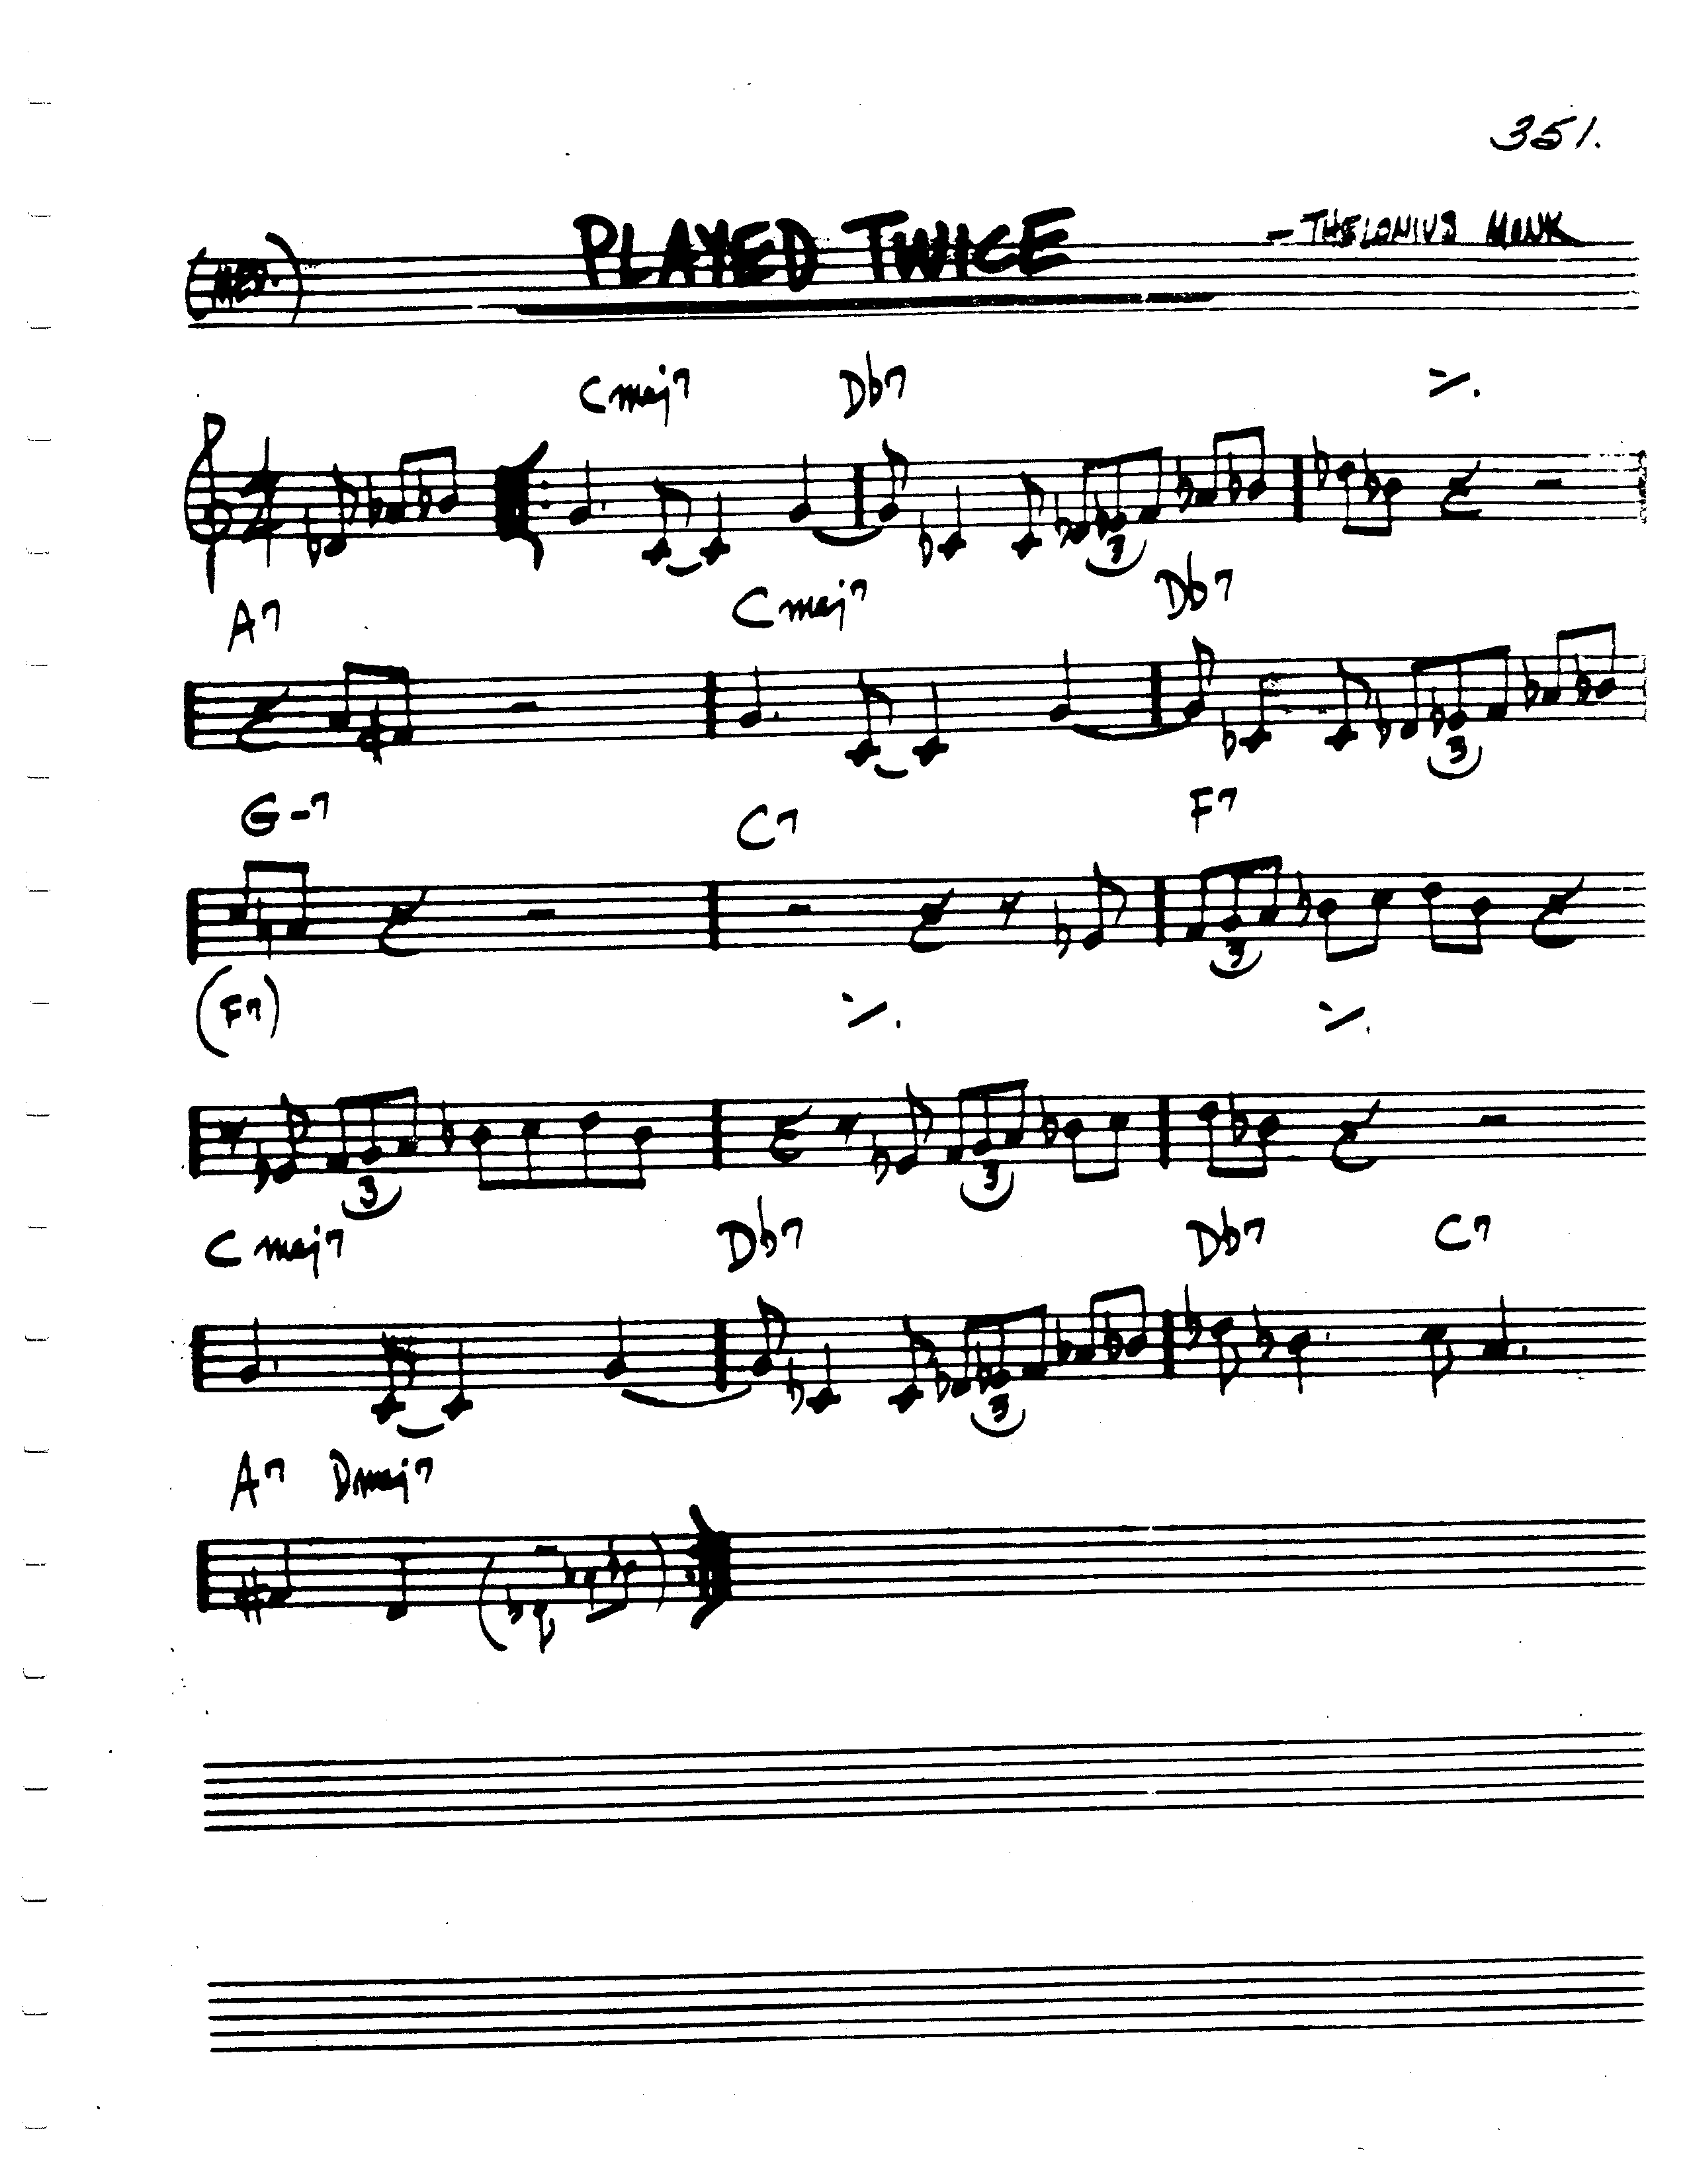 351.
(MED.) PLAYED TWICE - THELONIUS MONK
Cmaj7 Db7 ٪.
3
A7 Cmaj7 Db7
3
G-7 C7 F7
3
(F7) ٪. ٪.
3 3
Cmaj7 Db7 Db7 C7
3
A7 Dmaj7